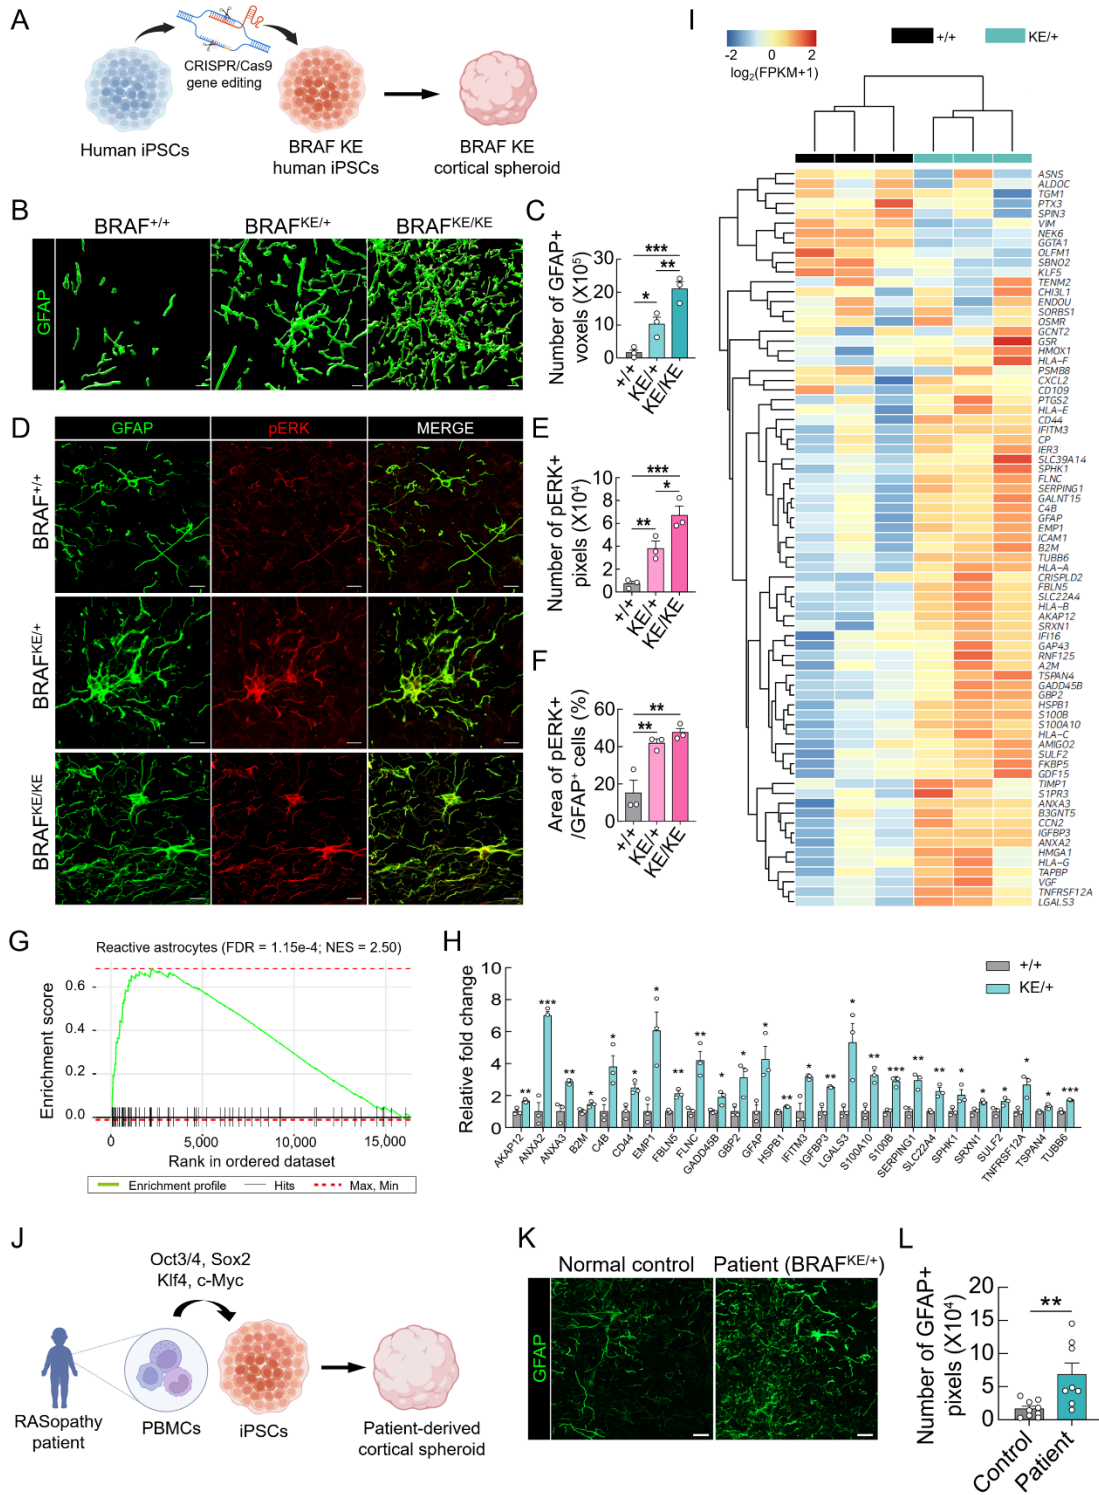 A
CRISPR/Cas9
gene editing
Human iPSCs
BRAF KE
human iPSCs
BRAF KE
cortical spheroid
B
BRAF+/+
BRAFKE/+
BRAFKE/KE
GFAP
C
Number of GFAP+
voxels (X10⁵)
30
20
10
0
***
**
*
+/+
KE/+
KE/KE
D
GFAP
pERK
MERGE
BRAF+/+
BRAFKE/+
BRAFKE/KE
E
Number of pERK+
pixels (X10⁴)
10
8
6
4
2
0
***
*
**
+/+
KE/+
KE/KE
F
Area of pERK+
/GFAP⁺ cells (%)
60
40
20
0
**
**
+/+
KE/+
KE/KE
G
Reactive astrocytes (FDR = 1.15e-4; NES = 2.50)
Enrichment score
0.6
0.4
0.2
0.0
0
5,000
10,000
15,000
Rank in ordered dataset
Enrichment profile
Hits
Max, Min
H
Relative fold change
10
8
6
4
2
0
+/+
KE/+
** *** ** * * * * ** ** * * * ** * ** * ** *** ** * * * * * * ***
AKAP12
ANXA2
ANXA3
B2M
C4B
CD44
EMP1
FBLN5
FLNC
GADD45B
GBP2
GFAP
HSPB1
IFITM3
IGFBP3
LGALS3
S100A10
S100B
SERPING1
SLC22A4
SPHK1
SRXN1
SULF2
TNFRSF12A
TSPAN4
TUBB6
I
-2
0
2
log₂(FPKM+1)
+/+
KE/+
ASNS
ALDOC
TGM1
PTX3
SPIN3
VIM
NEK6
GGTA1
OLFM1
SBNO2
KLF5
TENM2
CHI3L1
ENDOU
SORBS1
OSMR
GCNT2
GSR
HMOX1
HLA-F
PSMB8
CXCL2
CD109
PTGS2
HLA-E
CD44
IFITM3
CP
IER3
SLC39A14
SPHK1
FLNC
SERPING1
GALNT15
C4B
GFAP
EMP1
ICAM1
B2M
TUBB6
HLA-A
CRISPLD2
FBLN5
SLC22A4
HLA-B
AKAP12
SRXN1
IFI16
GAP43
RNF125
A2M
TSPAN4
GADD45B
GBP2
HSPB1
S100B
S100A10
HLA-C
AMIGO2
SULF2
FKBP5
GDF15
TIMP1
S1PR3
ANXA3
B3GNT5
CCN2
IGFBP3
ANXA2
HMGA1
HLA-G
TAPBP
VGF
TNFRSF12A
LGALS3
J
Oct3/4, Sox2
Klf4, c-Myc
RASopathy
patient
PBMCs
iPSCs
Patient-derived
cortical spheroid
K
Normal control
Patient (BRAFKE/+)
GFAP
L
Number of GFAP+
pixels (X10⁴)
20
15
10
5
0
**
Control
Patient